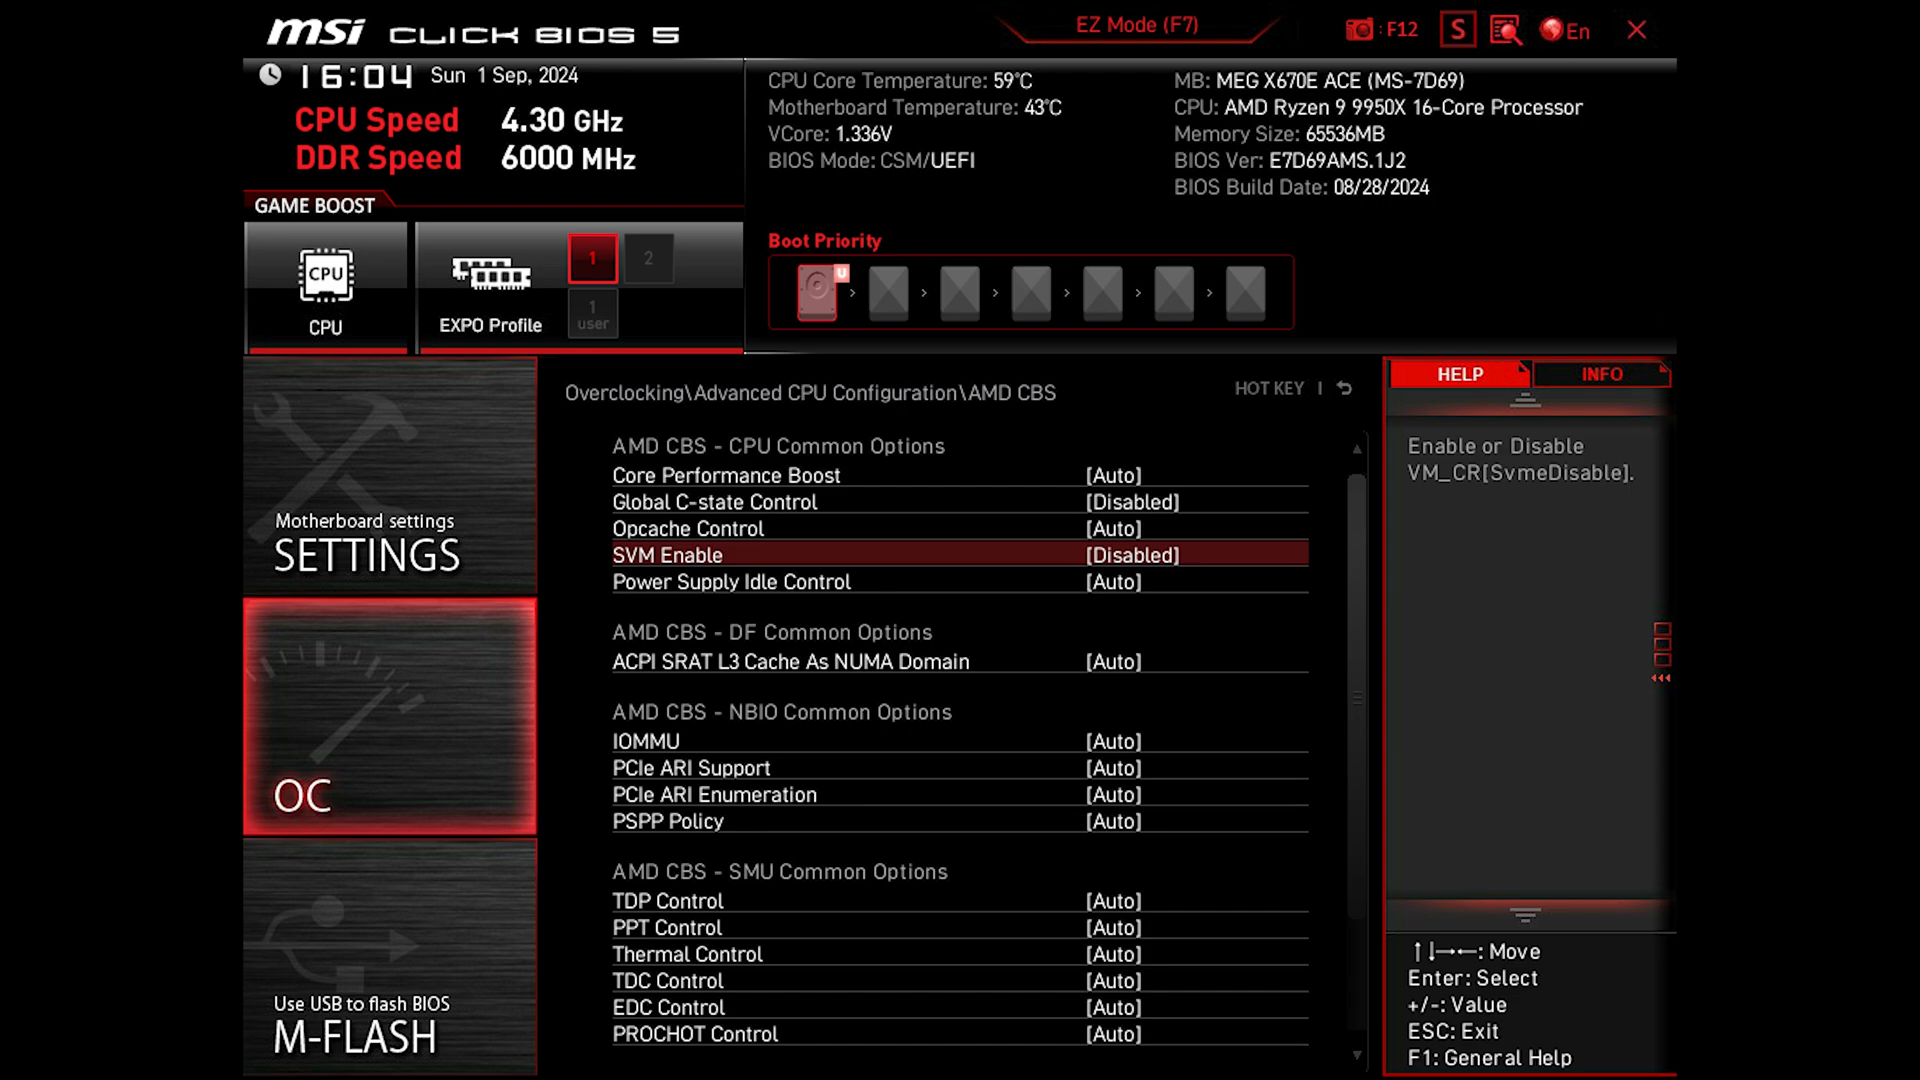 msi CLICK BIOS 5
EZ Mode (F7)
: F12
S
En
16:04 Sun 1 Sep, 2024
CPU Speed 4.30 GHz
DDR Speed 6000 MHz
CPU Core Temperature: 59°C
Motherboard Temperature: 43°C
VCore: 1.336V
BIOS Mode: CSM/UEFI
MB: MEG X670E ACE (MS-7D69)
CPU: AMD Ryzen 9 9950X 16-Core Processor
Memory Size: 65536MB
BIOS Ver: E7D69AMS.1J2
BIOS Build Date: 08/28/2024
GAME BOOST
CPU
CPU
EXPO Profile
1
2
1
user
Boot Priority
U
Motherboard settings
SETTINGS
OC
Use USB to flash BIOS
M-FLASH
Overclocking\Advanced CPU Configuration\AMD CBS
HOT KEY |
AMD CBS - CPU Common Options
Core Performance Boost [Auto]
Global C-state Control [Disabled]
Opcache Control [Auto]
SVM Enable [Disabled]
Power Supply Idle Control [Auto]
AMD CBS - DF Common Options
ACPI SRAT L3 Cache As NUMA Domain [Auto]
AMD CBS - NBIO Common Options
IOMMU [Auto]
PCIe ARI Support [Auto]
PCIe ARI Enumeration [Auto]
PSPP Policy [Auto]
AMD CBS - SMU Common Options
TDP Control [Auto]
PPT Control [Auto]
Thermal Control [Auto]
TDC Control [Auto]
EDC Control [Auto]
PROCHOT Control [Auto]
HELP
INFO
Enable or Disable
VM_CR[SvmeDisable].
↑↓→←: Move
Enter: Select
+/-: Value
ESC: Exit
F1: General Help